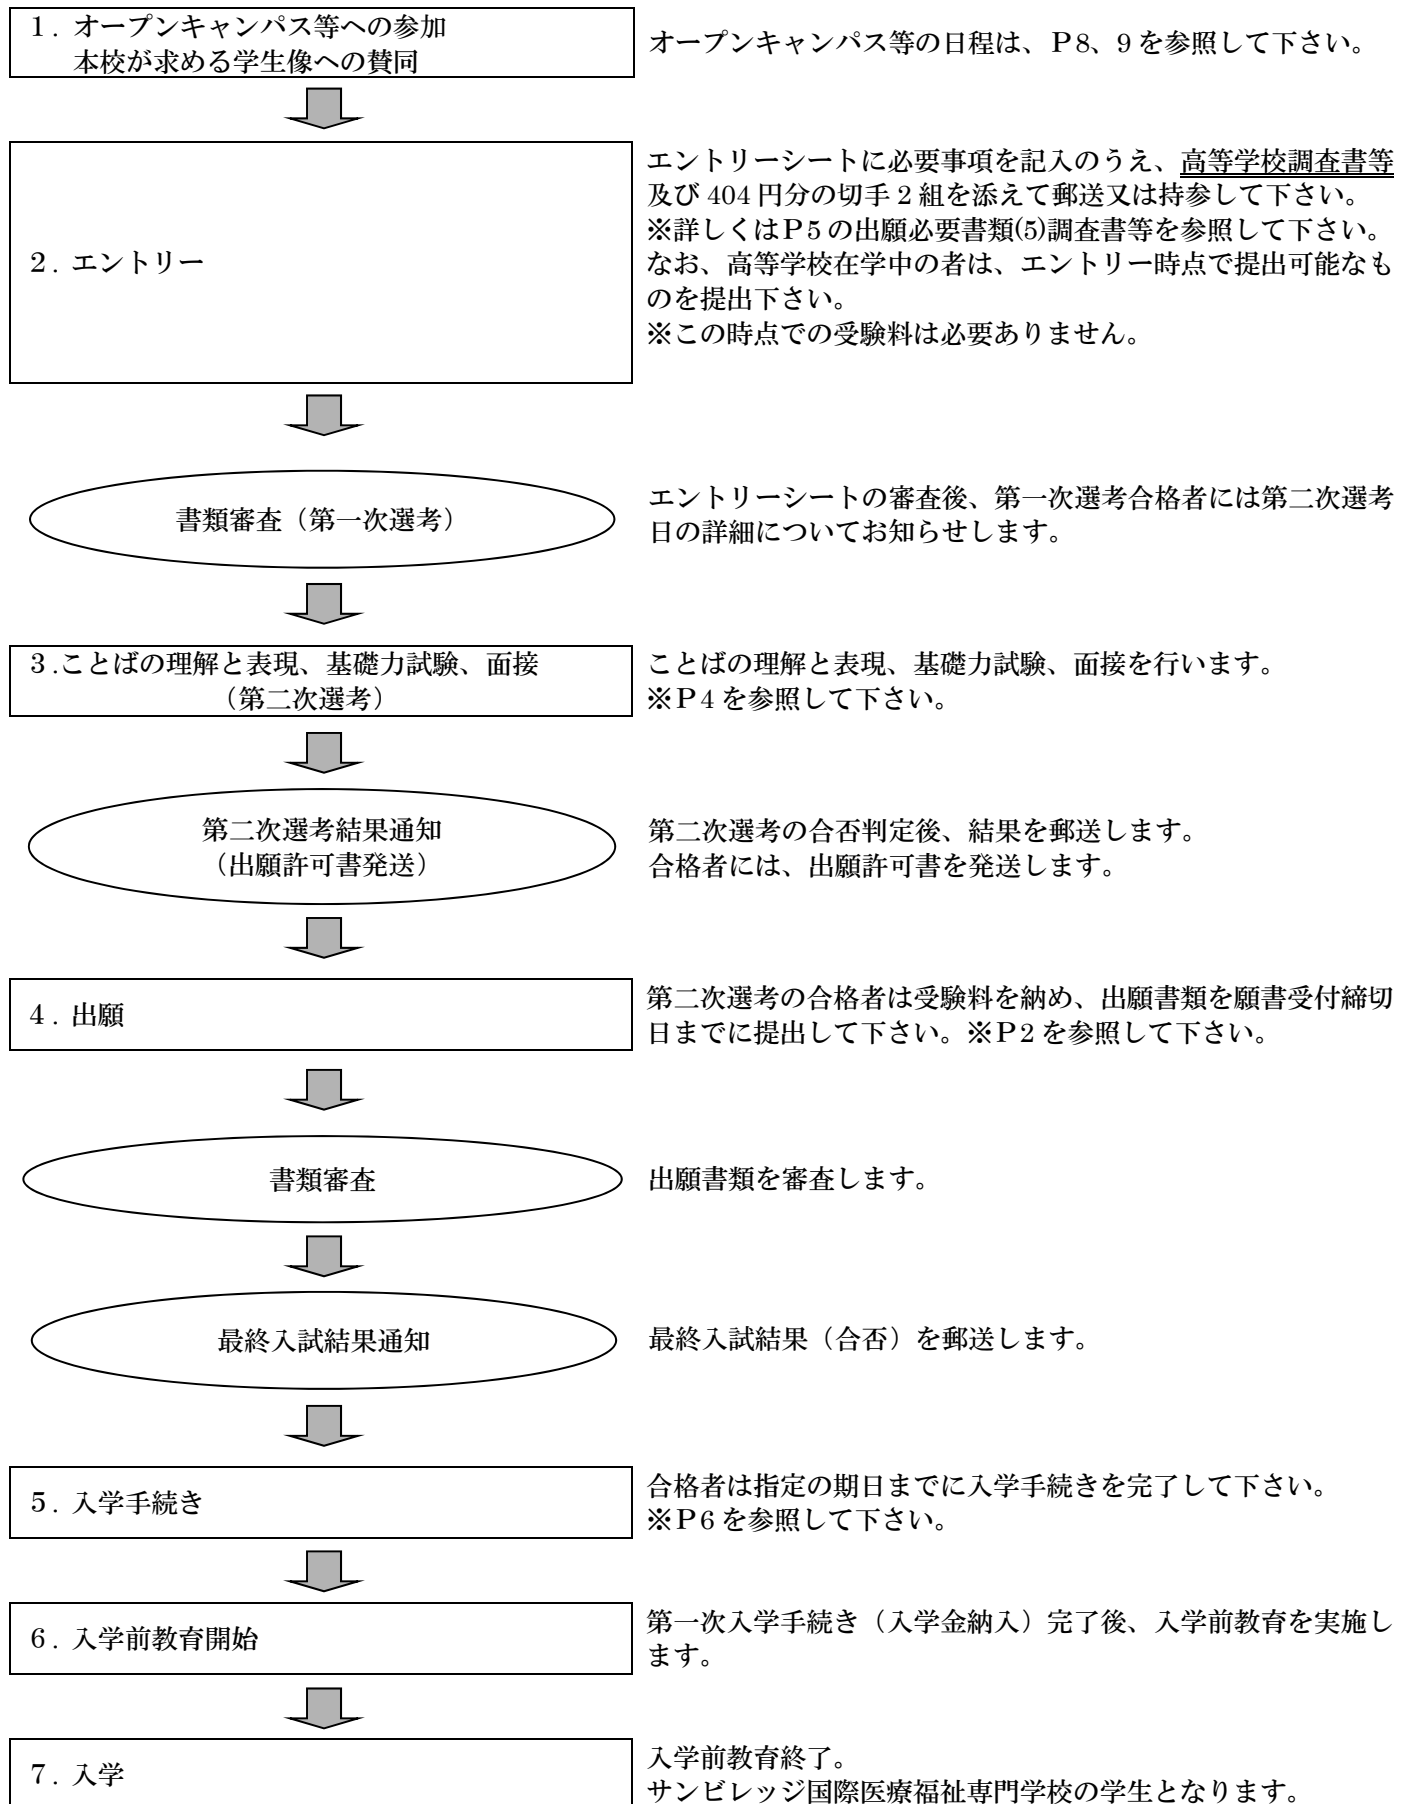 １．オープンキャンパス等への参加
本校が求める学生像への賛同
オープンキャンパス等の日程は、Ｐ8、9 を参照して下さい。
２．エントリー
エントリーシートに必要事項を記入のうえ、高等学校調査書等
及び 404 円分の切手 2 組を添えて郵送又は持参して下さい。
※詳しくはＰ5 の出願必要書類(5)調査書等を参照して下さい。
なお、高等学校在学中の者は、エントリー時点で提出可能なも
のを提出下さい。
※この時点での受験料は必要ありません。
書類審査（第一次選考）
エントリーシートの審査後、第一次選考合格者には第二次選考
日の詳細についてお知らせします。
３.ことばの理解と表現、基礎力試験、面接
（第二次選考）
ことばの理解と表現、基礎力試験、面接を行います。
※Ｐ4 を参照して下さい。
第二次選考結果通知
（出願許可書発送）
第二次選考の合否判定後、結果を郵送します。
合格者には、出願許可書を発送します。
４．出願
第二次選考の合格者は受験料を納め、出願書類を願書受付締切
日までに提出して下さい。※Ｐ2 を参照して下さい。
書類審査
出願書類を審査します。
最終入試結果通知
最終入試結果（合否）を郵送します。
５．入学手続き
合格者は指定の期日までに入学手続きを完了して下さい。
※Ｐ6 を参照して下さい。
６．入学前教育開始
第一次入学手続き（入学金納入）完了後、入学前教育を実施し
ます。
７．入学
入学前教育終了。
サンビレッジ国際医療福祉専門学校の学生となります。